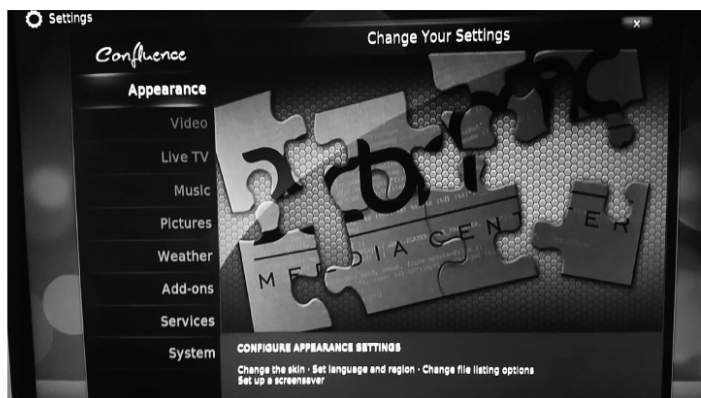 Settings
Change Your Settings
Confluence
Appearance
Video
Live TV
Music
Pictures
Weather
Add-ons
Services
System
xbmc
MEDIA CENTER
CONFIGURE APPEARANCE SETTINGS
Change the skin · Set language and region · Change file listing options
Set up a screensaver